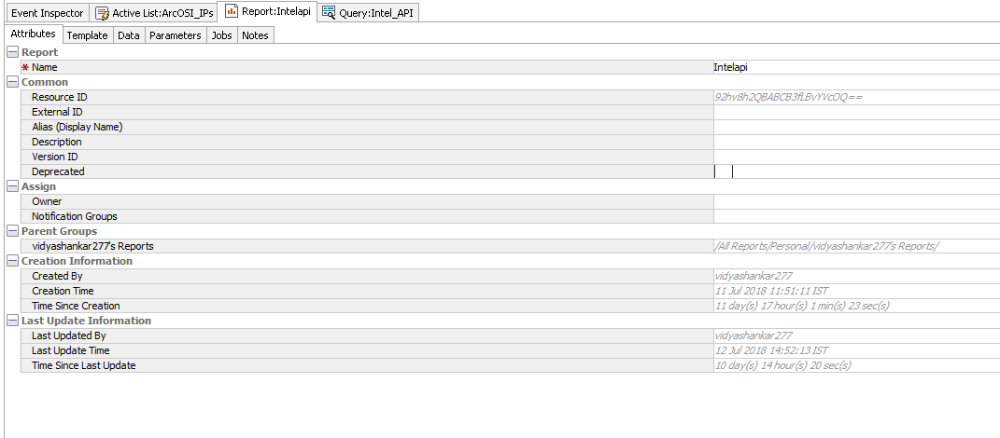 Event Inspector Active List:ArcOSI_IPs Report:Intelapi Query:Intel_API
Attributes Template Data Parameters Jobs Notes
Report
* Name Intelapi
Common
Resource ID 92hv8h2QBABCB3fLBvYVcOQ==
External ID
Alias (Display Name)
Description
Version ID
Deprecated
Assign
Owner
Notification Groups
Parent Groups
vidyashankar277's Reports /All Reports/Personal/vidyashankar277's Reports/
Creation Information
Created By vidyashankar277
Creation Time 11 Jul 2018 11:51:11 IST
Time Since Creation 11 day(s) 17 hour(s) 1 min(s) 23 sec(s)
Last Update Information
Last Updated By vidyashankar277
Last Update Time 12 Jul 2018 14:52:13 IST
Time Since Last Update 10 day(s) 14 hour(s) 20 sec(s)